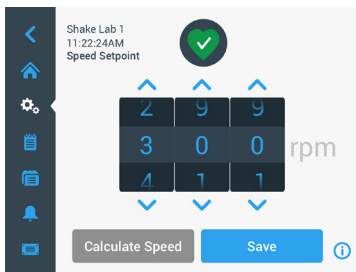 Shake Lab 1
11:22:24AM
Speed Setpoint
2 9 9
3 0 0 rpm
4 1 1
Calculate Speed Save